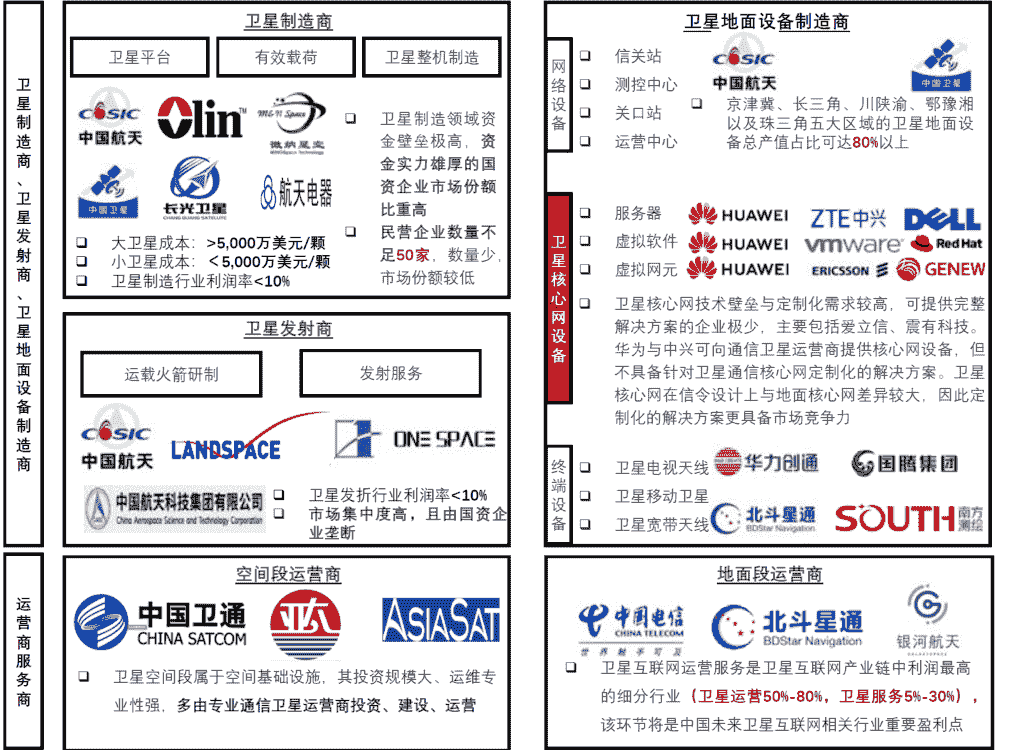 卫星制造商、卫星发射商、卫星地面设备制造商
卫星制造商
卫星平台
有效载荷
卫星整机制造
CASIC
中国航天
Olin™
MN Space
微纳星空
中国卫星
长光卫星
CHANG GUANG SATELLITE
航天电器
大卫星成本：>5,000万美元/颗
小卫星成本：＜5,000万美元/颗
卫星制造行业利润率<10%
卫星制造领域资
金壁垒极高，资
金实力雄厚的国
资企业市场份额
比重高
民营企业数量不
足50家，数量少，
市场份额较低
卫星发射商
运载火箭研制
发射服务
CASIC
中国航天
LANDSPACE
ONE SPACE
中国航天科技集团有限公司
China Aerospace Science and Technology Corporation
卫星发折行业利润率<10%
市场集中度高，且由国资企
业垄断
卫星地面设备制造商
网络设备
信关站
测控中心
关口站
运营中心
CASIC
中国航天
中国卫星
京津冀、长三角、川陕渝、鄂豫湘
以及珠三角五大区域的卫星地面设
备总产值占比可达80%以上
卫星核心网设备
服务器
HUAWEI
ZTE中兴
DELL
虚拟软件
HUAWEI
vmware
Red Hat
虚拟网元
HUAWEI
ERICSSON
GENEW
卫星核心网技术壁垒与定制化需求较高，可提供完整
解决方案的企业极少，主要包括爱立信、震有科技。
华为与中兴可向通信卫星运营商提供核心网设备，但
不具备针对卫星通信核心网定制化的解决方案。卫星
核心网在信令设计上与地面核心网差异较大，因此定
制化的解决方案更具备市场竞争力
终端设备
卫星电视天线
卫星移动卫星
卫星宽带天线
华力创通
国腾集团
北斗星通
BDStar Navigation
SOUTH
南方
测绘
运营商服务商
空间段运营商
中国卫通
CHINA SATCOM
亚太
ASIASAT
卫星空间段属于空间基础设施，其投资规模大、运维专
业性强，多由专业通信卫星运营商投资、建设、运营
地面段运营商
中国电信
CHINA TELECOM
世界触手可及
北斗星通
BDStar Navigation
银河航天
卫星互联网运营服务是卫星互联网产业链中利润最高
的细分行业（卫星运营50%-80%，卫星服务5%-30%），
该环节将是中国未来卫星互联网相关行业重要盈利点